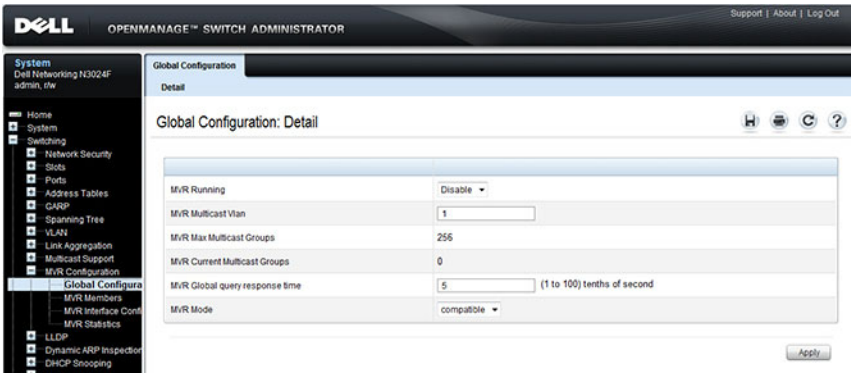 Support | About | Log Out
DELL OPENMANAGE™ SWITCH ADMINISTRATOR
System
Dell Networking N3024F
admin, r/w
Home
System
Switching
Network Security
Slots
Ports
Address Tables
GARP
Spanning Tree
VLAN
Link Aggregation
Multicast Support
MVR Configuration
Global Configura
MVR Members
MVR Interface Confi
MVR Statistics
LLDP
Dynamic ARP Inspection
DHCP Snooping
Global Configuration
Detail
Global Configuration: Detail
MVR Running Disable
MVR Multicast Vlan 1
MVR Max Multicast Groups 256
MVR Current Multicast Groups 0
MVR Global query response time 5 (1 to 100) tenths of second
MVR Mode compatible
Apply